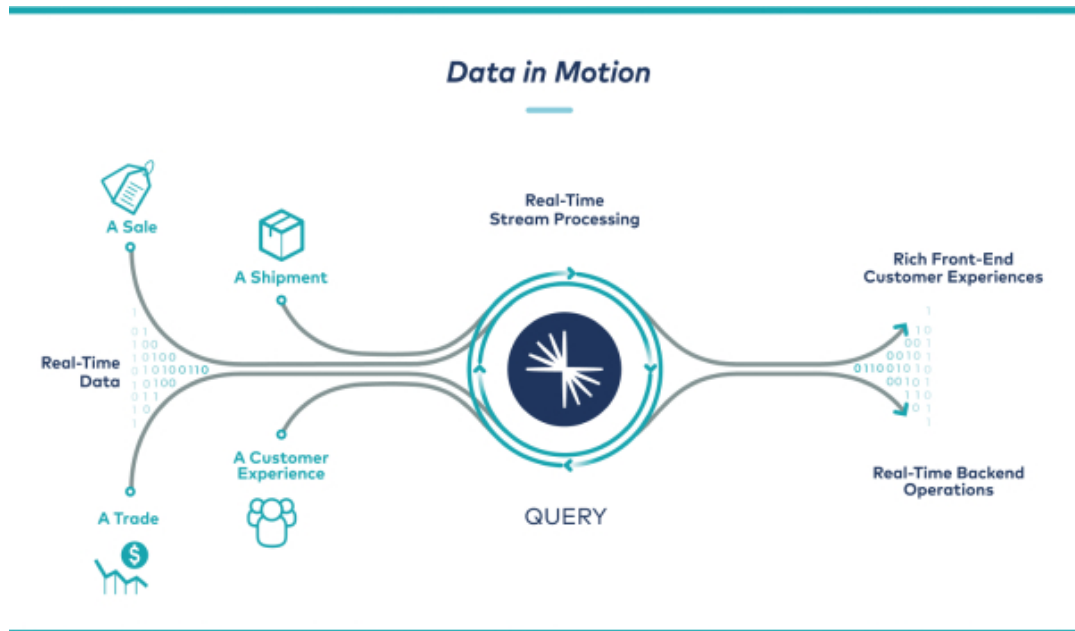 Data in Motion
A Sale
A Shipment
Real-Time
Data
A Customer
Experience
A Trade
$
Real-Time
Stream Processing
QUERY
Rich Front-End
Customer Experiences
01100101
Real-Time Backend
Operations